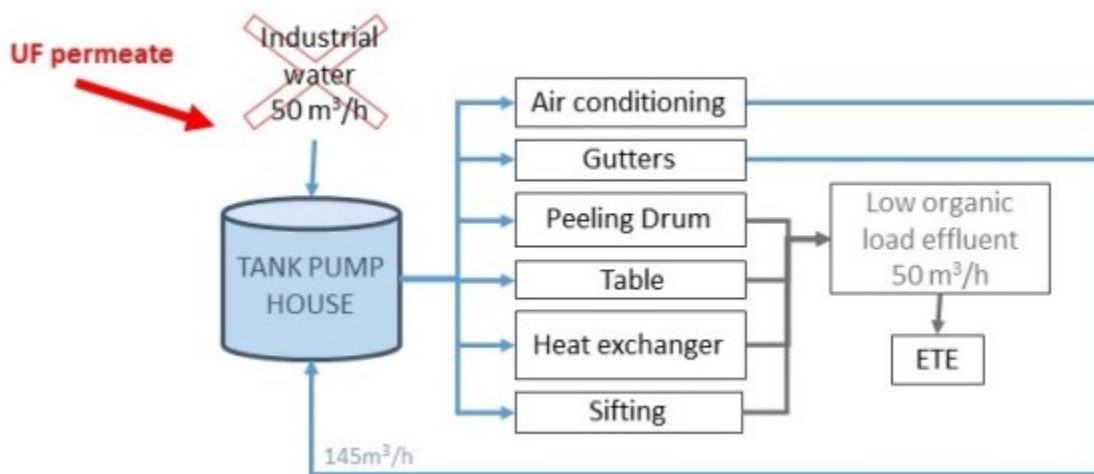 UF permeate
Industrial
water
50 m³/h
Air conditioning
Gutters
Peeling Drum
Table
Heat exchanger
Sifting
Low organic
load effluent
50 m³/h
ETE
TANK PUMP
HOUSE
145m³/h